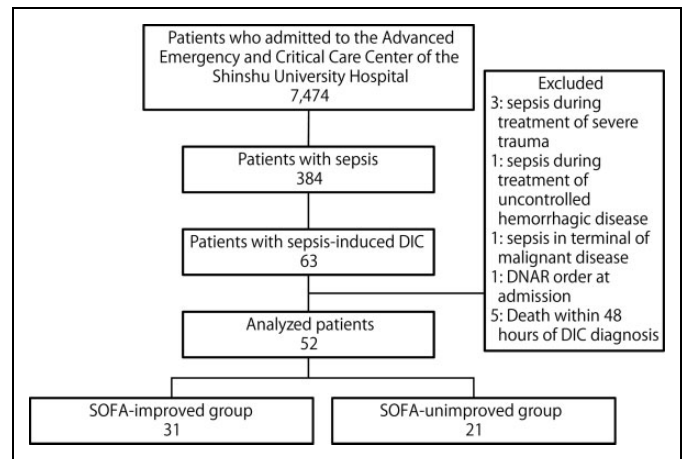 Patients who admitted to the Advanced
Emergency and Critical Care Center of the
Shinshu University Hospital
7,474
Patients with sepsis
384
Patients with sepsis-induced DIC
63
Excluded
3: sepsis during
treatment of severe
trauma
1: sepsis during
treatment of
uncontrolled
hemorrhagic disease
1: sepsis in terminal of
malignant disease
1: DNAR order at
admission
5: Death within 48
hours of DIC diagnosis
Analyzed patients
52
SOFA-improved group
31
SOFA-unimproved group
21